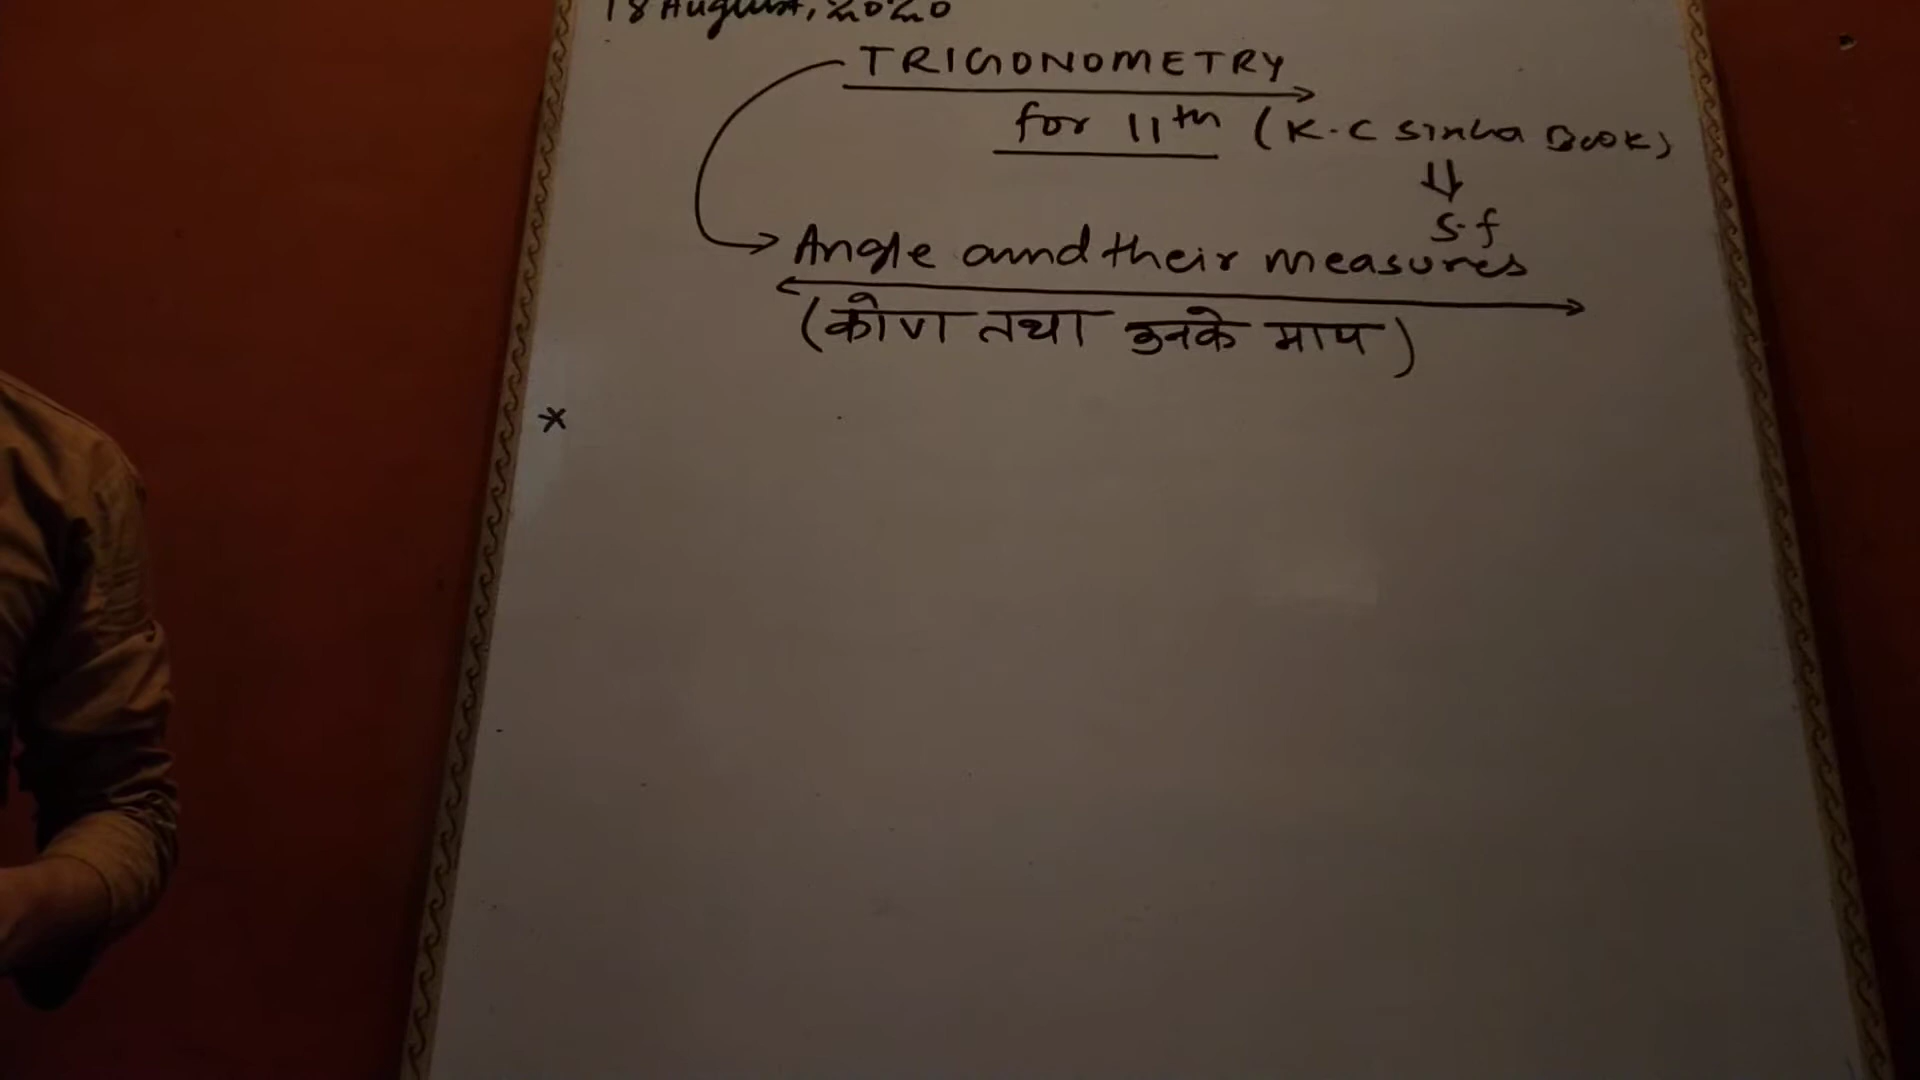 18 August, 2020
TRIGONOMETRY
for 11th (K.C Sinha Book)
S.f
Angle and their measures
(कोण तथा उनके माप)
*